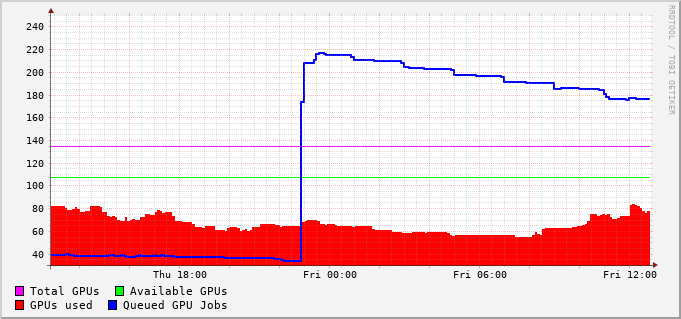 RRDTOOL / TOBI OETIKER
240
220
200
180
160
140
120
100
80
60
40
Thu 18:00 Fri 00:00 Fri 06:00 Fri 12:00
Total GPUs Available GPUs
GPUs used Queued GPU Jobs